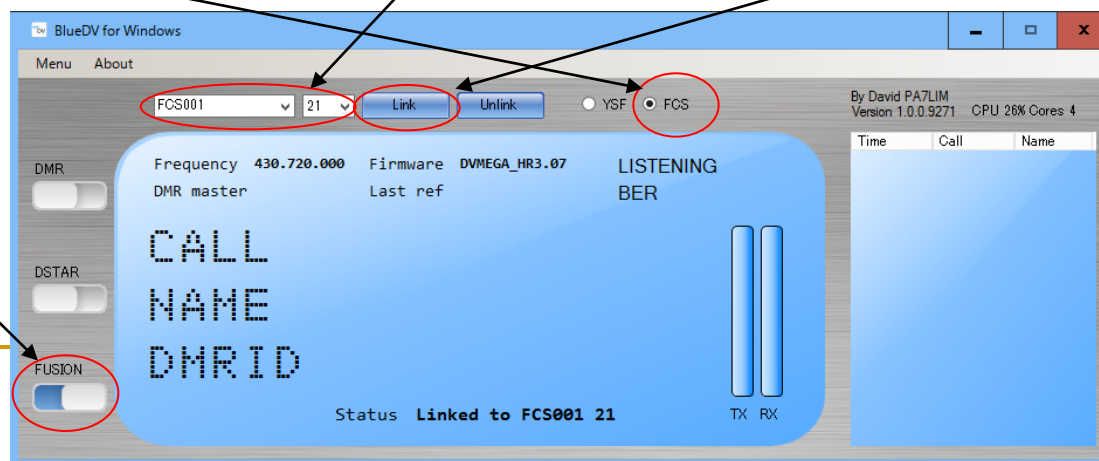 bv BlueDV for Windows
Menu About
FCS001 21 Link Unlink YSF FCS
By David PA7LIM
Version 1.0.0.9271 CPU 26% Cores 4
Time Call Name
DMR
Frequency 430.720.000 Firmware DVMEGA_HR3.07 LISTENING
DMR master Last ref BER
CALL
DSTAR
NAME
FUSION
DMRID
Status Linked to FCS001 21 TX RX